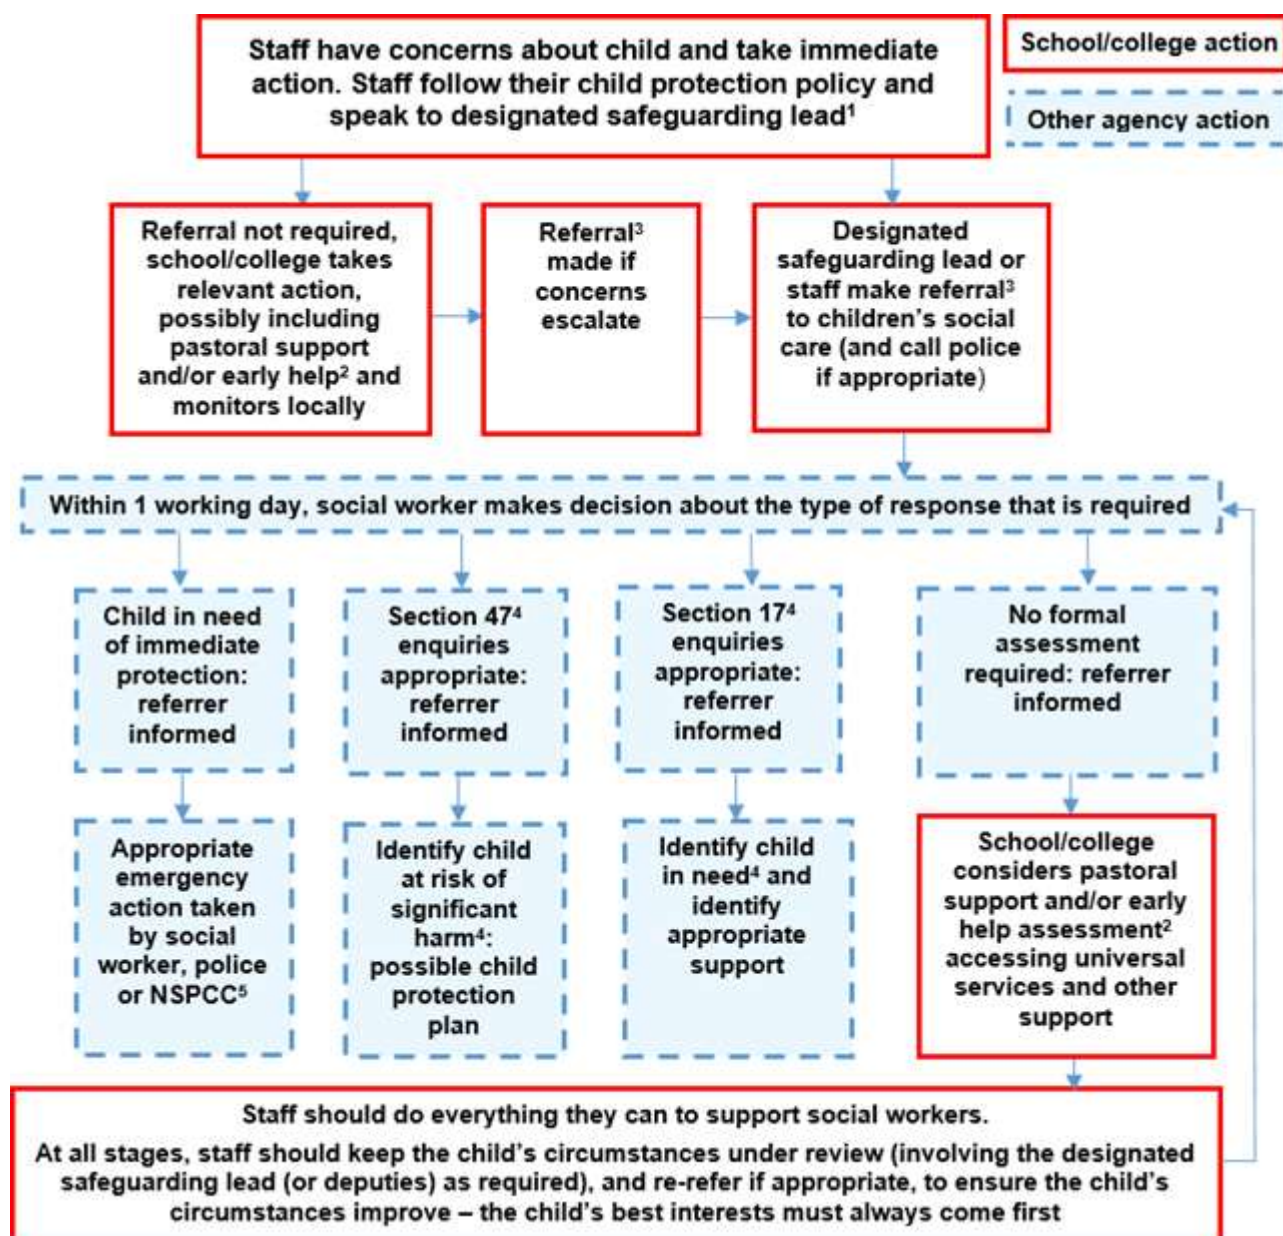 Staff have concerns about child and take immediate
action. Staff follow their child protection policy and
speak to designated safeguarding lead¹
School/college action
Other agency action
Referral not required,
school/college takes
relevant action,
possibly including
pastoral support
and/or early help² and
monitors locally
Referral³
made if
concerns
escalate
Designated
safeguarding lead or
staff make referral³
to children's social
care (and call police
if appropriate)
Within 1 working day, social worker makes decision about the type of response that is required
Child in need
of immediate
protection:
referrer
informed
Section 47⁴
enquiries
appropriate:
referrer
informed
Section 17⁴
enquiries
appropriate:
referrer
informed
No formal
assessment
required: referrer
informed
Appropriate
emergency
action taken
by social
worker, police
or NSPCC⁵
Identify child
at risk of
significant
harm⁴:
possible child
protection
plan
Identify child
in need⁴ and
identify
appropriate
support
School/college
considers pastoral
support and/or early
help assessment²
accessing universal
services and other
support
Staff should do everything they can to support social workers.
At all stages, staff should keep the child's circumstances under review (involving the designated
safeguarding lead (or deputies) as required), and re-refer if appropriate, to ensure the child's
circumstances improve – the child's best interests must always come first